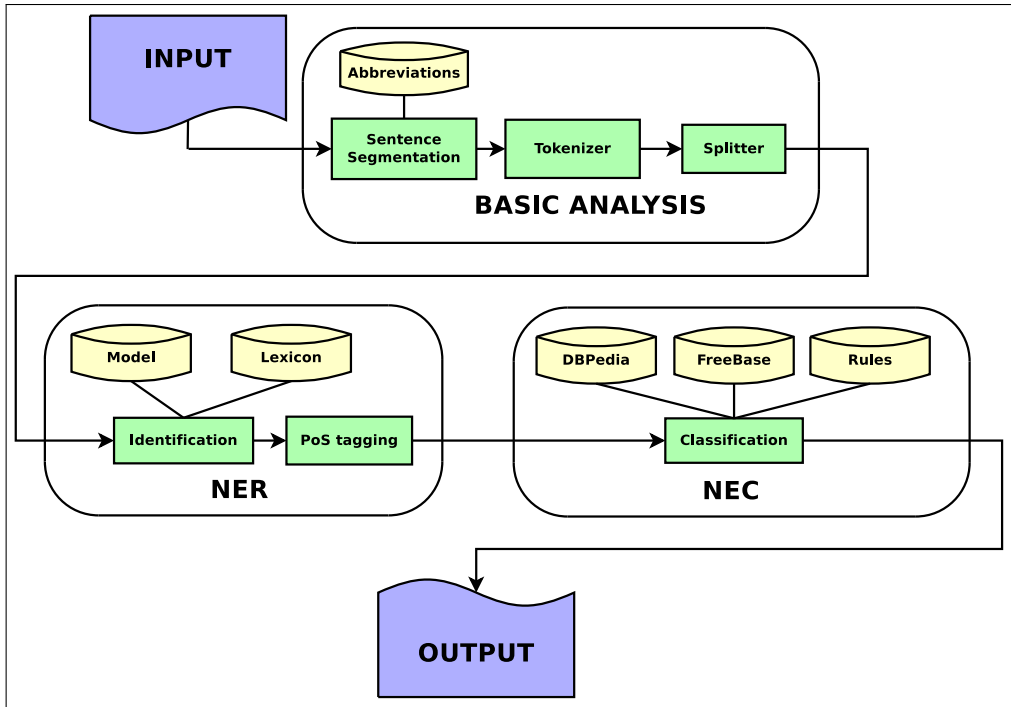 INPUT
Abbreviations
Sentence
Segmentation
Tokenizer
Splitter
BASIC ANALYSIS
Model
Lexicon
Identification
PoS tagging
NER
DBPedia
FreeBase
Rules
Classification
NEC
OUTPUT